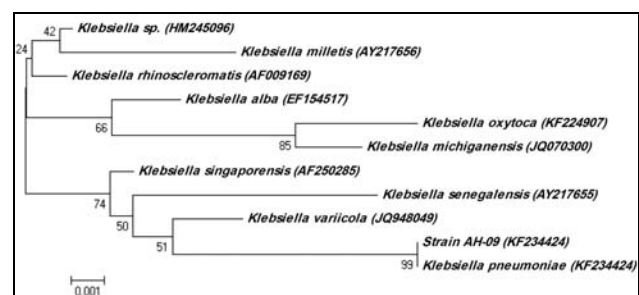 42
Klebsiella sp. (HM245096)
24
Klebsiella milletis (AY217656)
Klebsiella rhinoscleromatis (AF009169)
Klebsiella alba (EF154517)
66
Klebsiella oxytoca (KF224907)
85
Klebsiella michiganensis (JQ070300)
Klebsiella singaporensis (AF250285)
74
Klebsiella senegalensis (AY217655)
50
Klebsiella variicola (JQ948049)
51
Strain AH-09 (KF234424)
99
Klebsiella pneumoniae (KF234424)
0.001